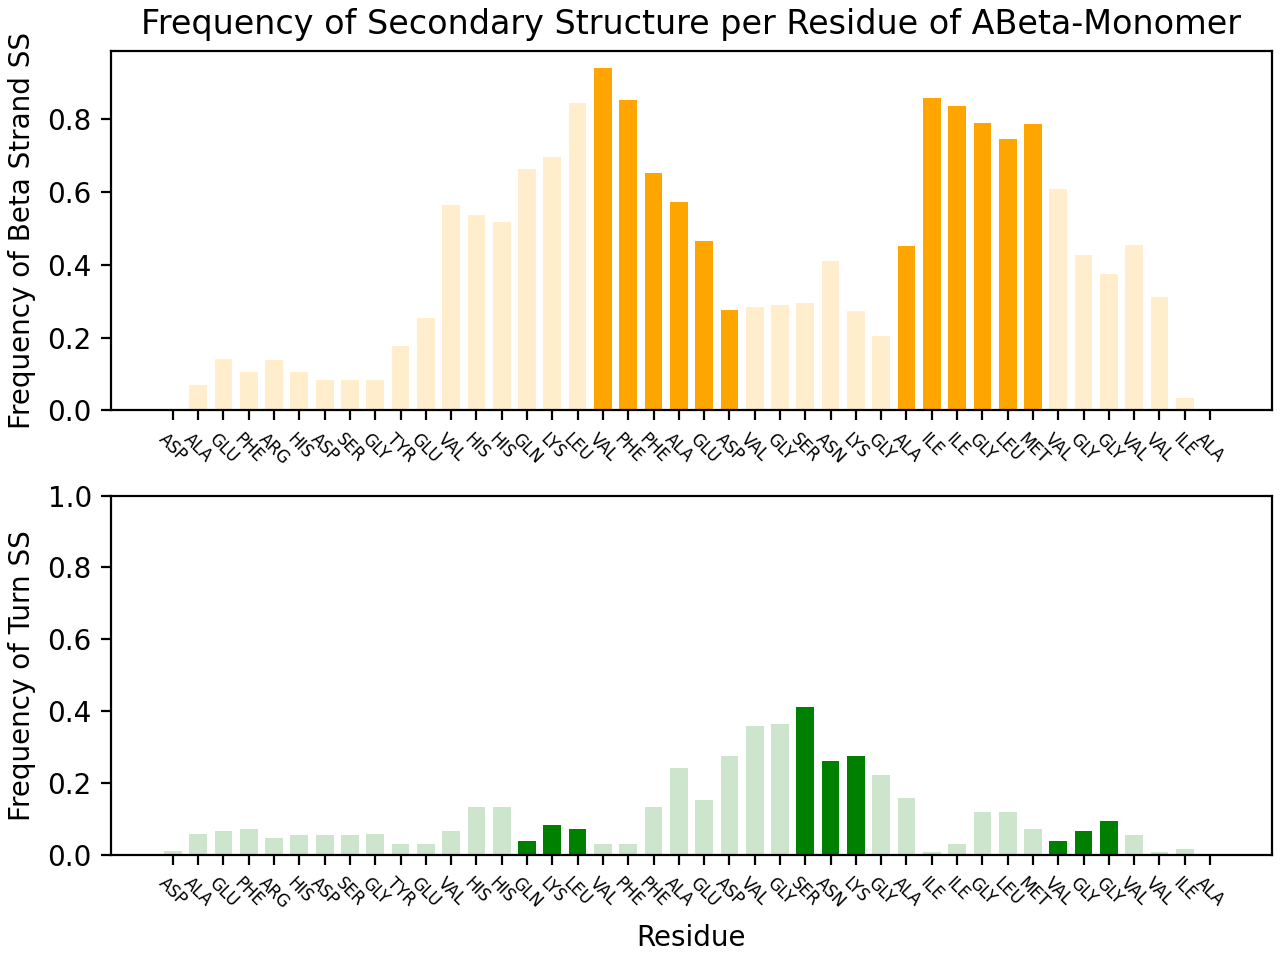 Frequency of Secondary Structure per Residue of ABeta-Monomer
Frequency of Beta Strand SS
0.8
0.6
0.4
0.2
0.0
ASP ALA GLU PHE ARG HIS ASP SER GLY TYR GLU VAL HIS HIS GLN LYS LEU VAL PHE PHE ALA GLU ASP VAL GLY SER ASN LYS GLY ALA ILE ILE GLY LEU MET VAL GLY GLY VAL VAL ILE ALA
Frequency of Turn SS
1.0
0.8
0.6
0.4
0.2
0.0
ASP ALA GLU PHE ARG HIS ASP SER GLY TYR GLU VAL HIS HIS GLN LYS LEU VAL PHE PHE ALA GLU ASP VAL GLY SER ASN LYS GLY ALA ILE ILE GLY LEU MET VAL GLY GLY VAL VAL ILE ALA
Residue